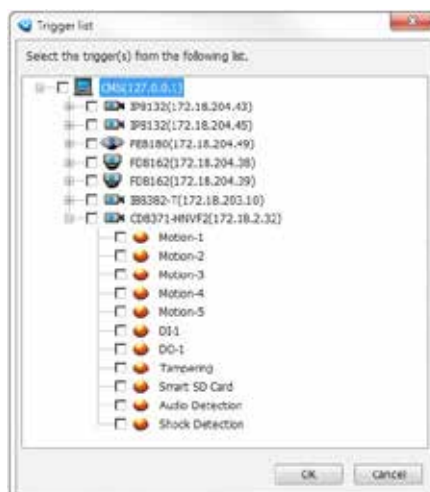 Trigger list
Select the trigger(s) from the following list.
CMS(127.0.0.1)
IP8132(172.18.204.43)
IP8132(172.18.204.45)
FE8180(172.18.204.49)
FD8162(172.18.204.38)
FD8162(172.18.204.39)
IB8382-T(172.18.203.10)
CD8371-HNVF2(172.18.2.32)
Motion-1
Motion-2
Motion-3
Motion-4
Motion-5
DI-1
DO-1
Tampering
Smart SD Card
Audio Detection
Shock Detection
OK Cancel